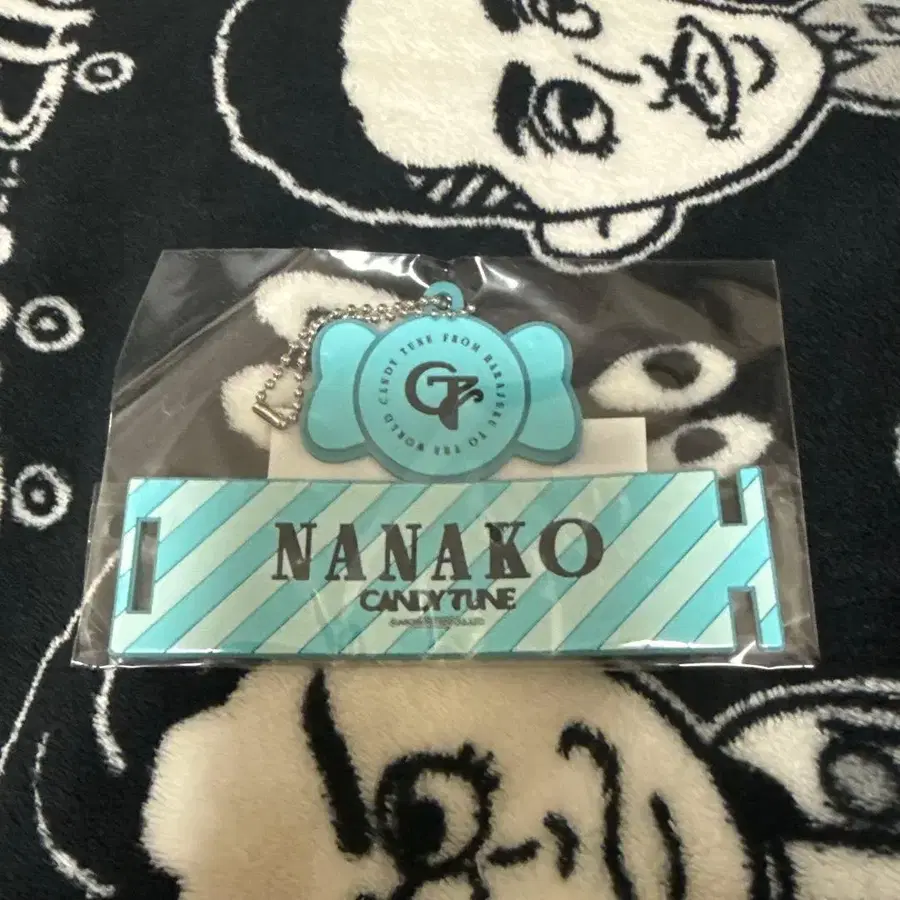 CANDY TUNE FROM HARAJUKU TO THE WORLD
CT
NANAKO
CANDY TUNE